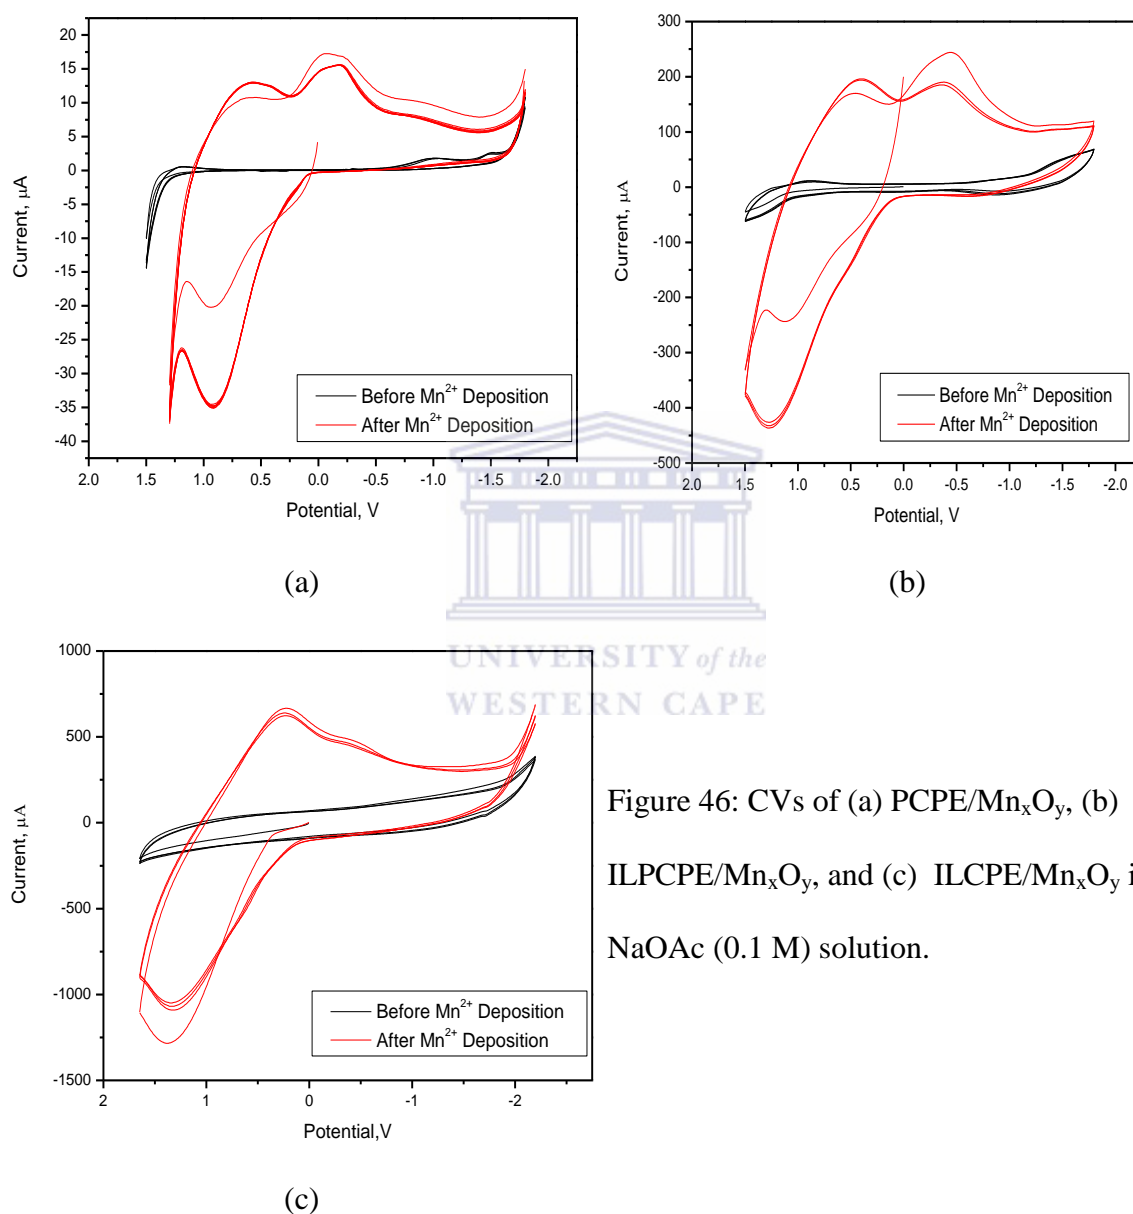 25
20
15
10
5
0
-5
-10
-15
-20
-25
-30
-35
-40
Current, µA
Before Mn²⁺ Deposition
After Mn²⁺ Deposition
2.0 1.5 1.0 0.5 0.0 -0.5 -1.0 -1.5 -2.0
Potential, V
(a)
300
200
100
0
-100
-200
-300
-400
-500
Current, µA
Before Mn²⁺ Deposition
After Mn²⁺ Deposition
2.0 1.5 1.0 0.5 0.0 -0.5 -1.0 -1.5 -2.0
Potential, V
(b)
UNIVERSITY of the
WESTERN CAPE
1000
500
0
-500
-1000
-1500
Current, µA
Before Mn²⁺ Deposition
After Mn²⁺ Deposition
2 1 0 -1 -2
Potential,V
(c)
Figure 46: CVs of (a) PCPE/MnₓOᵧ, (b)
ILPCPE/MnₓOᵧ, and (c) ILCPE/MnₓOᵧ i
NaOAc (0.1 M) solution.